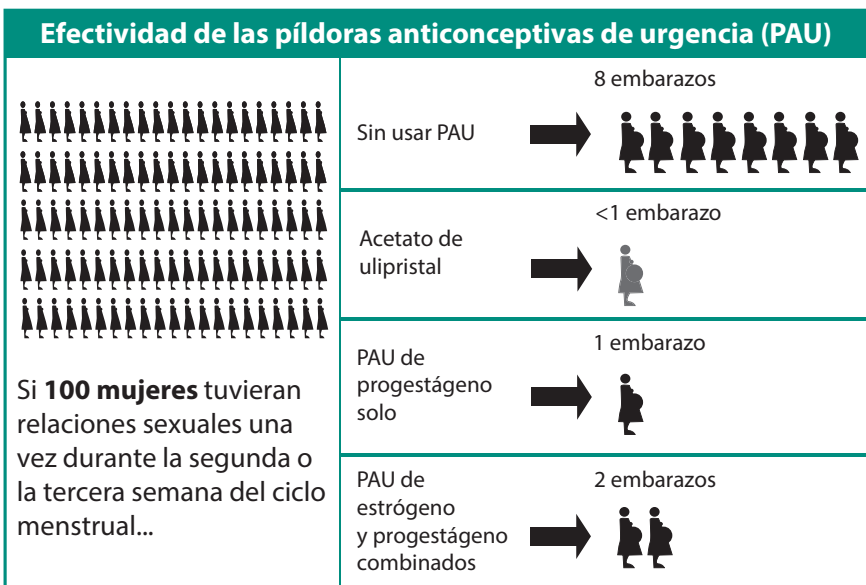 Efectividad de las píldoras anticonceptivas de urgencia (PAU)
Si 100 mujeres tuvieran
relaciones sexuales una
vez durante la segunda o
la tercera semana del ciclo
menstrual...
8 embarazos
Sin usar PAU
<1 embarazo
Acetato de
ulipristal
1 embarazo
PAU de
progestágeno
solo
2 embarazos
PAU de
estrógeno
y progestágeno
combinados